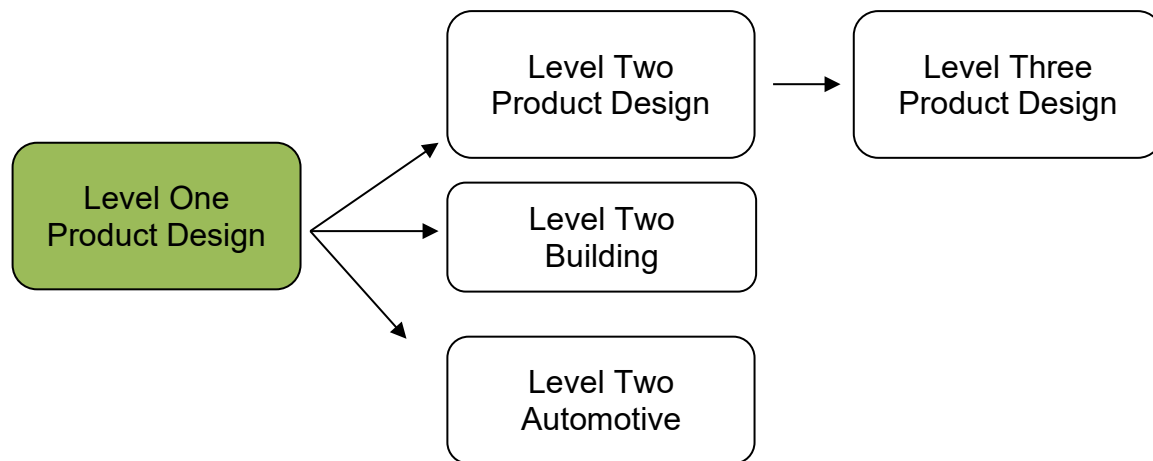 Level Two
Product Design
Level Three
Product Design
Level One
Product Design
Level Two
Building
Level Two
Automotive